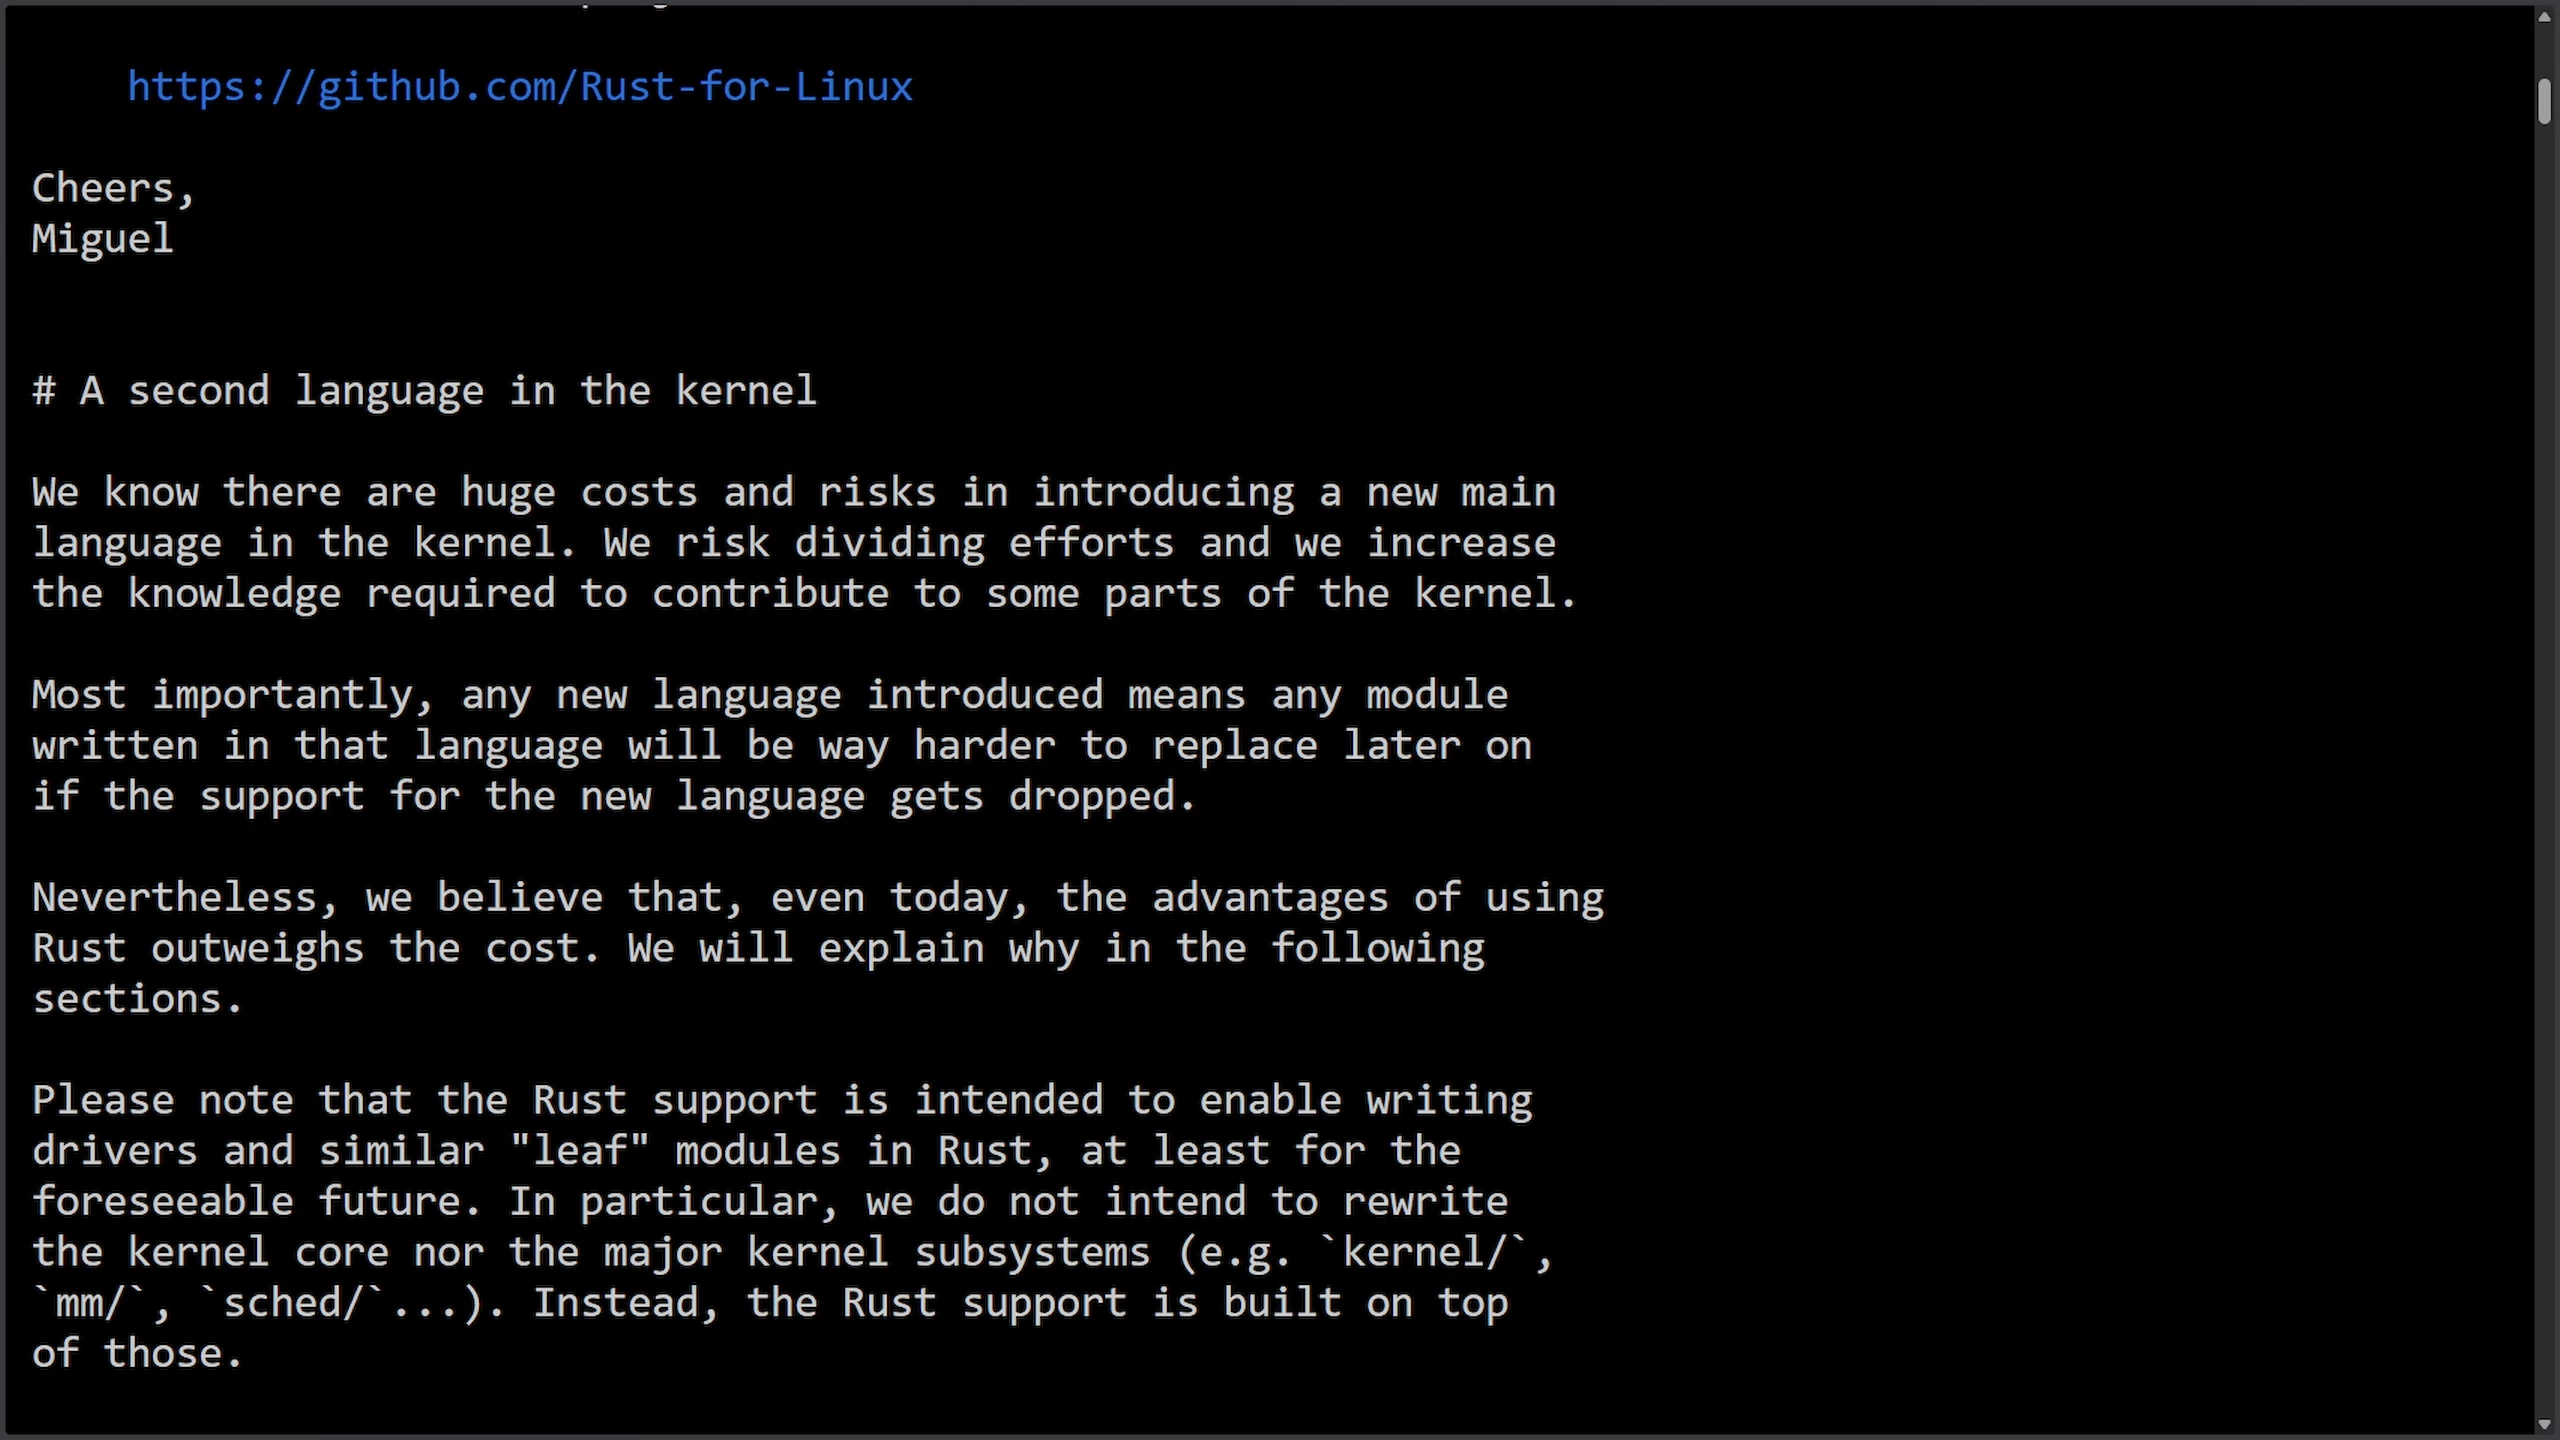 https://github.com/Rust-for-Linux
Cheers,
Miguel
# A second language in the kernel
We know there are huge costs and risks in introducing a new main
language in the kernel. We risk dividing efforts and we increase
the knowledge required to contribute to some parts of the kernel.
Most importantly, any new language introduced means any module
written in that language will be way harder to replace later on
if the support for the new language gets dropped.
Nevertheless, we believe that, even today, the advantages of using
Rust outweighs the cost. We will explain why in the following
sections.
Please note that the Rust support is intended to enable writing
drivers and similar "leaf" modules in Rust, at least for the
foreseeable future. In particular, we do not intend to rewrite
the kernel core nor the major kernel subsystems (e.g. `kernel/`,
`mm/`, `sched/`...). Instead, the Rust support is built on top
of those.